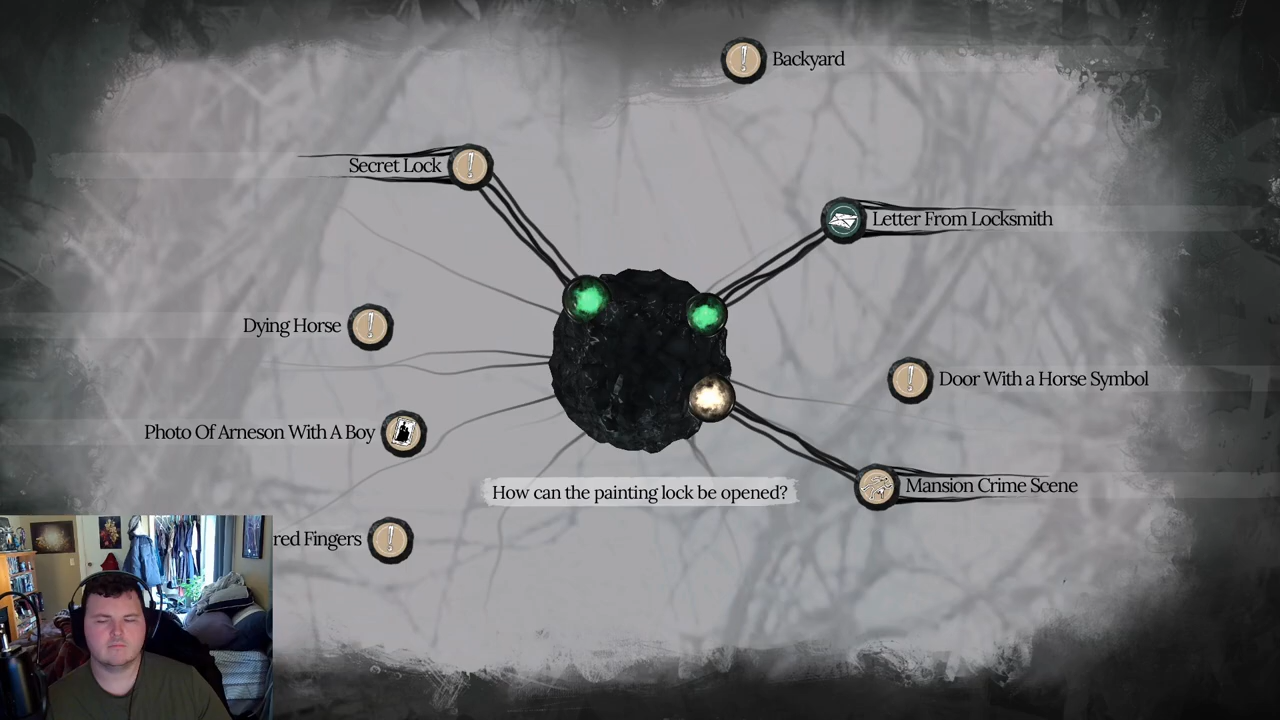 Backyard
Secret Lock
Letter From Locksmith
Dying Horse
Door With a Horse Symbol
Photo Of Arneson With A Boy
Mansion Crime Scene
How can the painting lock be opened?
Fingers